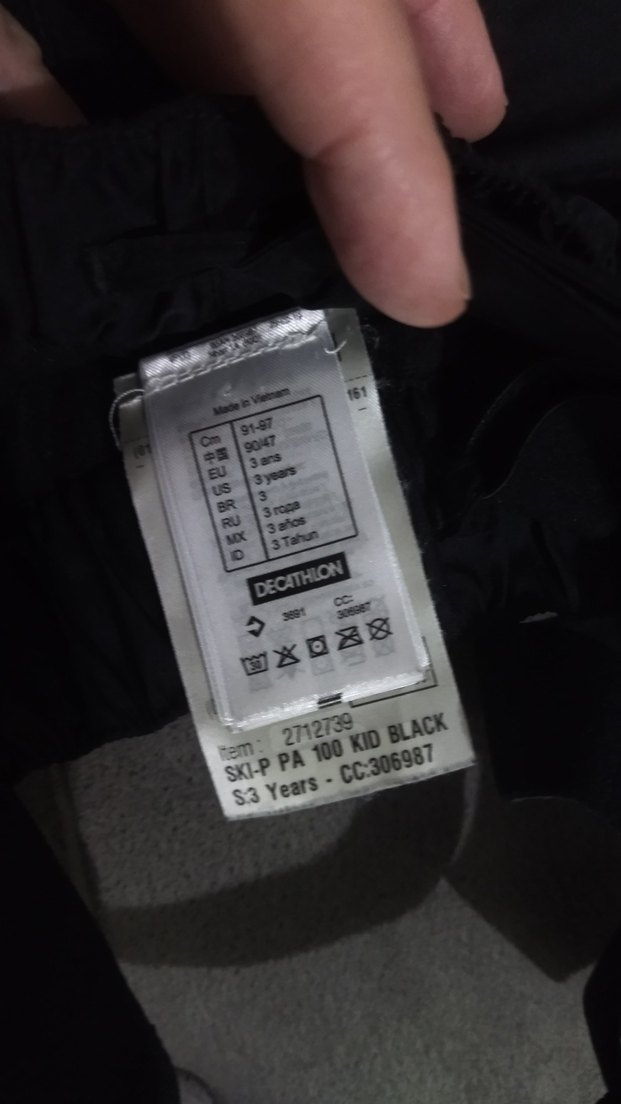 Made in Vietnam
Cm 91-97
中国 90/47
EU 3 ans
US 3 years
BR 3
RU 3 года
MX 3 años
ID 3 Tahun
DECATHLON
3691 CC: 306987
30
Item : 2712739
SKI-P PA 100 KID BLACK
S:3 Years - CC:306987